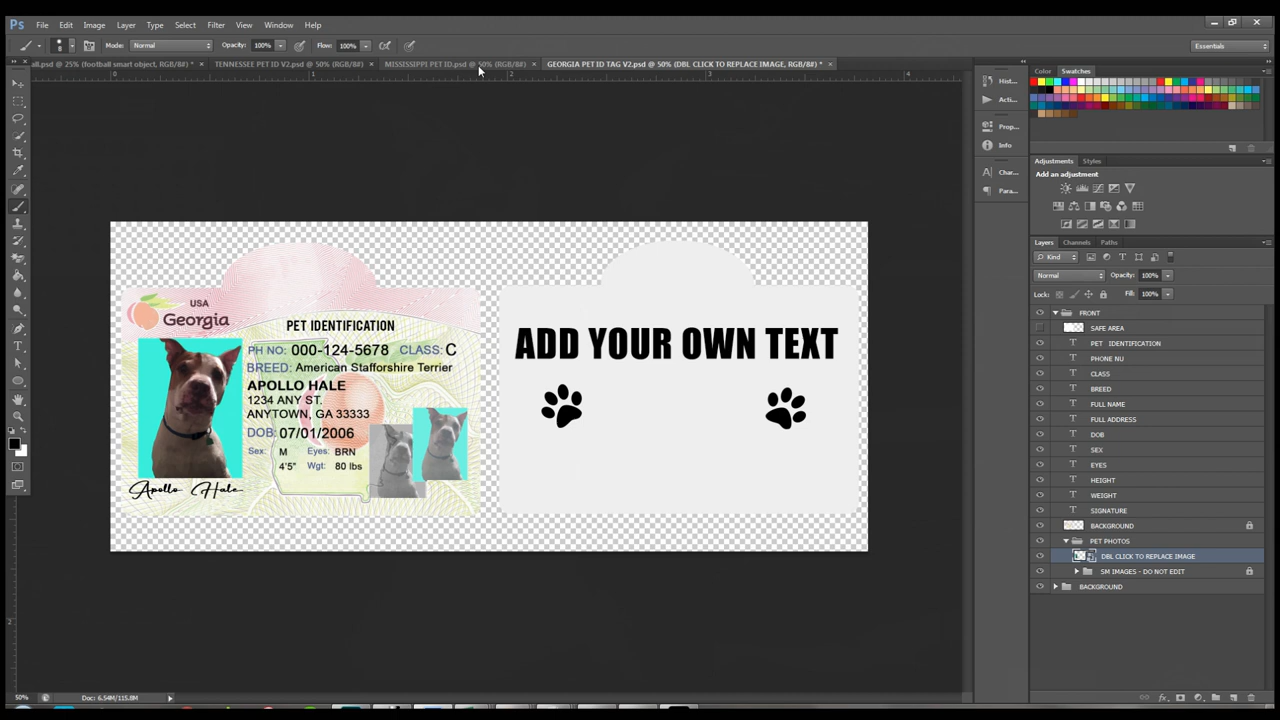 Ps File Edit Image Layer Type Select Filter View Window Help
Mode: Normal Opacity: 100% Flow: 100% Essentials
all.psd @ 25% (football smart object, RGB/8#) * × TENNESSEE PET ID V2.psd @ 50% (RGB/8#) × MISSISSIPPI PET ID.psd @ 50% (RGB/8#) × GEORGIA PET ID TAG V2.psd @ 50% (DBL CLICK TO REPLACE IMAGE, RGB/8#) * ×
0 1 2 3 4
Hist...
Acti...
Prop...
Info
Char...
Para...
Color Swatches
Adjustments Styles
Add an adjustment
Layers Channels Paths
Kind
Normal Opacity: 100%
Lock: Fill: 100%
FRONT
SAFE AREA
T PET IDENTIFICATION
T PHONE NU
T CLASS
T BREED
T FULL NAME
T FULL ADDRESS
T DOB
T SEX
T EYES
T HEIGHT
T WEIGHT
T SIGNATURE
BACKGROUND
PET PHOTOS
DBL CLICK TO REPLACE IMAGE
SM IMAGES - DO NOT EDIT
BACKGROUND
USA
Georgia
PET IDENTIFICATION
PH NO: 000-124-5678 CLASS: C
BREED: American Stafforshire Terrier
APOLLO HALE
1234 ANY ST.
ANYTOWN, GA 33333
DOB: 07/01/2006
Sex: M Eyes: BRN
4'5" Wgt: 80 lbs
Apollo Hale
ADD YOUR OWN TEXT
2
50% Doc: 6.54M/115.8M